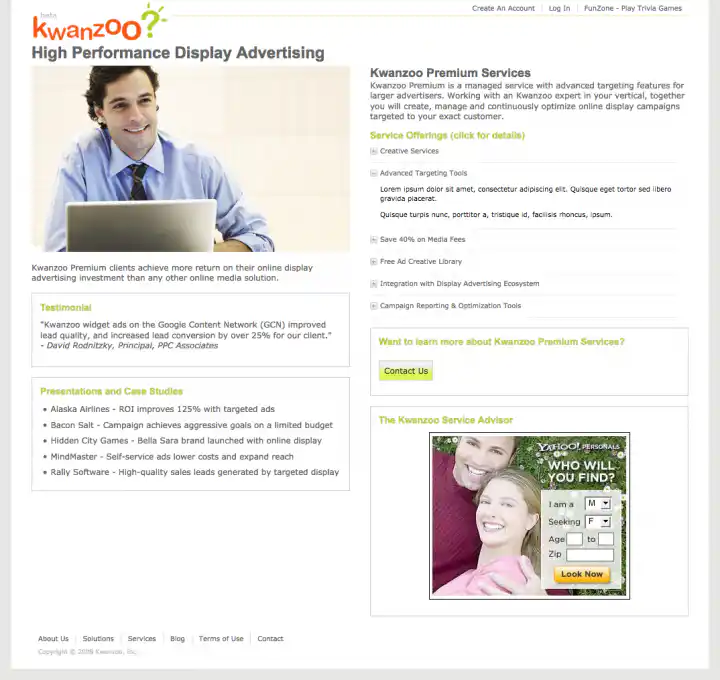 Create An Account | Log In | FunZone - Play Trivia Games
beta
kwanzoo?
High Performance Display Advertising
Kwanzoo Premium clients achieve more return on their online display
advertising investment than any other online media solution.
Testimonial
"Kwanzoo widget ads on the Google Content Network (GCN) improved
lead quality, and increased lead conversion by over 25% for our client."
- David Rodnitzky, Principal, PPC Associates
Presentations and Case Studies
• Alaska Airlines - ROI improves 125% with targeted ads
• Bacon Salt - Campaign achieves aggressive goals on a limited budget
• Hidden City Games - Bella Sara brand launched with online display
• MindMaster - Self-service ads lower costs and expand reach
• Rally Software - High-quality sales leads generated by targeted display
Kwanzoo Premium Services
Kwanzoo Premium is a managed service with advanced targeting features for
larger advertisers. Working with an Kwanzoo expert in your vertical, together
you will create, manage and continuously optimize online display campaigns
targeted to your exact customer.
Service Offerings (click for details)
Creative Services
Advanced Targeting Tools
Lorem ipsum dolor sit amet, consectetur adipiscing elit. Quisque eget tortor sed libero
gravida placerat.
Quisque turpis nunc, porttitor a, tristique id, facilisis rhoncus, ipsum.
Save 40% on Media Fees
Free Ad Creative Library
Integration with Display Advertising Ecosystem
Campaign Reporting & Optimization Tools
Want to learn more about Kwanzoo Premium Services?
Contact Us
The Kwanzoo Service Advisor
YAHOO! PERSONALS
WHO WILL
YOU FIND?
I am a M
Seeking F
Age to
Zip
Look Now
About Us | Solutions | Services | Blog | Terms of Use | Contact
Copyright © 2008 Kwanzoo, Inc.